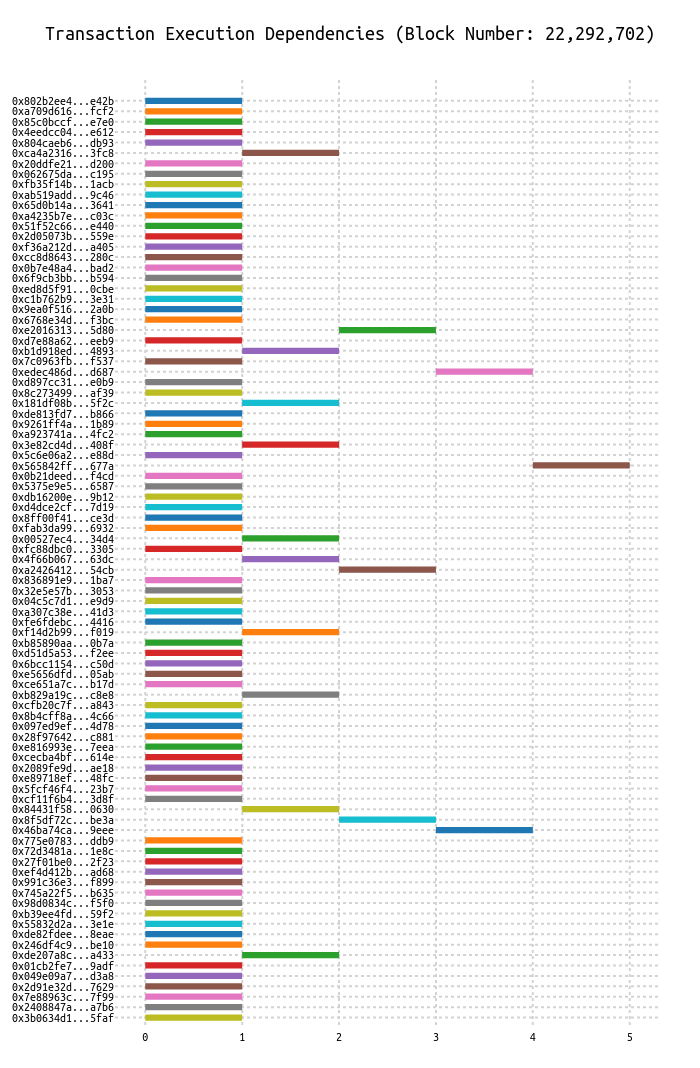 Transaction Execution Dependencies (Block Number: 22,292,702)
0x802b2ee4...e42b
0xa709d616...fcf2
0x85c0bccf...e7e0
0x4eedcc04...e612
0x804caeb6...db93
0xca4a2316...3fc8
0x20ddfe21...d200
0x062675da...c195
0xfb35f14b...1acb
0xab519add...9c46
0x65d0b14a...3641
0xa4235b7e...c03c
0x51f52c66...e440
0x2d05073b...559e
0xf36a212d...a405
0xcc8d8643...280c
0x0b7e48a4...bad2
0x6f9cb3bb...b594
0xed8d5f91...0cbe
0xc1b762b9...3e31
0x9ea0f516...2a0b
0x6768e34d...f3bc
0xe2016313...5d80
0xd7e88a62...eeb9
0xb1d918ed...4893
0x7c0963fb...f537
0xedec486d...d687
0xd897cc31...e0b9
0x8c273499...af39
0x181df08b...5f2c
0xde813fd7...b866
0x9261ff4a...1b89
0xa923741a...4fc2
0x3e82cd4d...408f
0x5c6e06a2...e88d
0x565842ff...677a
0x0b21deed...f4cd
0x5375e9e5...6587
0xdb16200e...9b12
0xd4dce2cf...7d19
0x8ff00f41...ce3d
0xfab3da99...6932
0x00527ec4...34d4
0xfc88dbc0...3305
0x4f66b067...63dc
0xa2426412...54cb
0x836891e9...1ba7
0x32e5e57b...3053
0x04c5c7d1...e9d9
0xa307c38e...41d3
0xfe6fdebc...4416
0xf14d2b99...f019
0xb85890aa...0b7a
0xd51d5a53...f2ee
0x6bcc1154...c50d
0xe5656dfd...05ab
0xce651a7c...b17d
0xb829a19c...c8e8
0xcfb20c7f...a843
0x8b4cff8a...4c66
0x097ed9ef...4d78
0x28f97642...c881
0xe816993e...7eea
0xcecba4bf...614e
0x2089fe9d...ae18
0xe89718ef...48fc
0x5fcf46f4...23b7
0xcf11f6b4...3d8f
0x84431f58...0630
0x8f5df72c...be3a
0x46ba74ca...9eee
0x775e0783...ddb9
0x72d3481a...1e8c
0x27f01be0...2f23
0xef4d412b...ad68
0x991c36e3...f899
0x745a22f5...b635
0x98d0834c...f5f0
0xb39ee4fd...59f2
0x55832d2a...3e1e
0xde82fdee...8eae
0x246df4c9...be10
0xde207a8c...a433
0x01cb2fe7...9adf
0x049e09a7...d3a8
0x2d91e32d...7629
0x7e88963c...7f99
0x2408847a...a7b6
0x3b0634d1...5faf
0 1 2 3 4 5